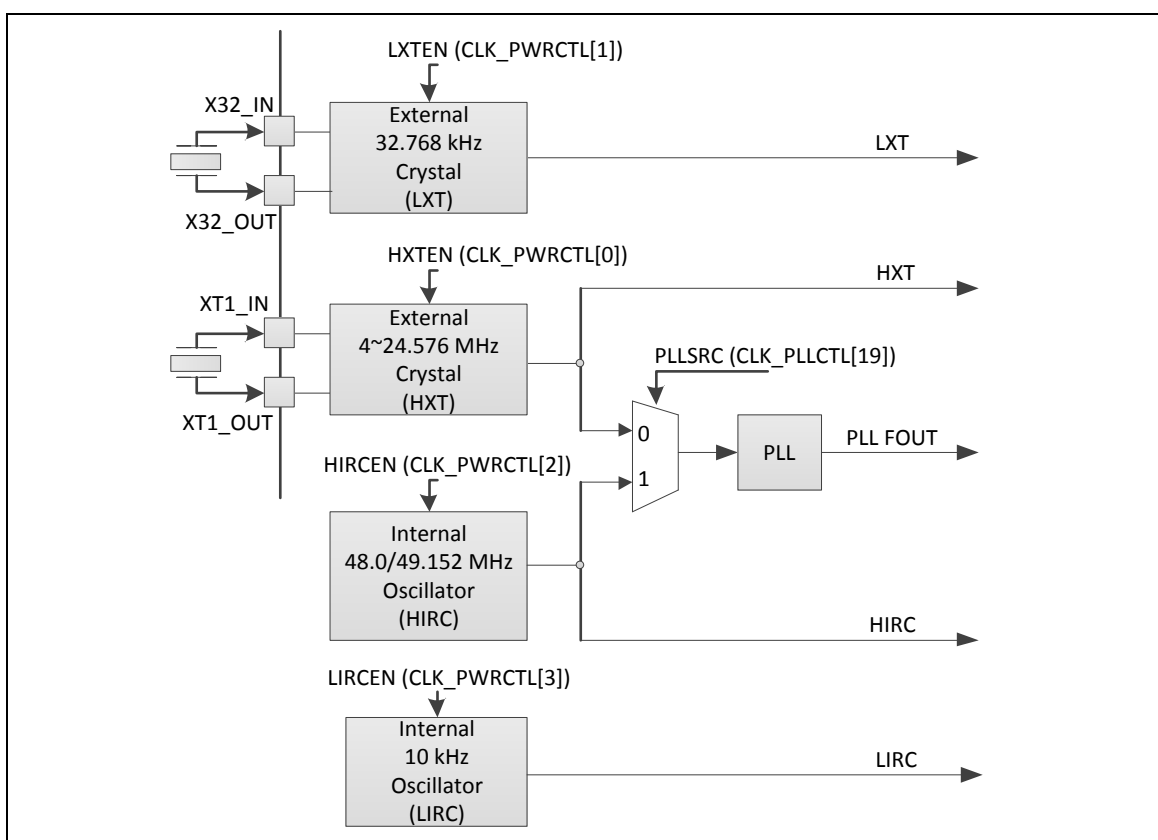 LXTEN (CLK_PWRCTL[1])
X32_IN
External
32.768 kHz
Crystal
(LXT)
LXT
X32_OUT
HXTEN (CLK_PWRCTL[0])
HXT
XT1_IN
External
4~24.576 MHz
Crystal
(HXT)
XT1_OUT
PLLSRC (CLK_PLLCTL[19])
0
1
PLL
PLL FOUT
HIRCEN (CLK_PWRCTL[2])
Internal
48.0/49.152 MHz
Oscillator
(HIRC)
HIRC
LIRCEN (CLK_PWRCTL[3])
Internal
10 kHz
Oscillator
(LIRC)
LIRC